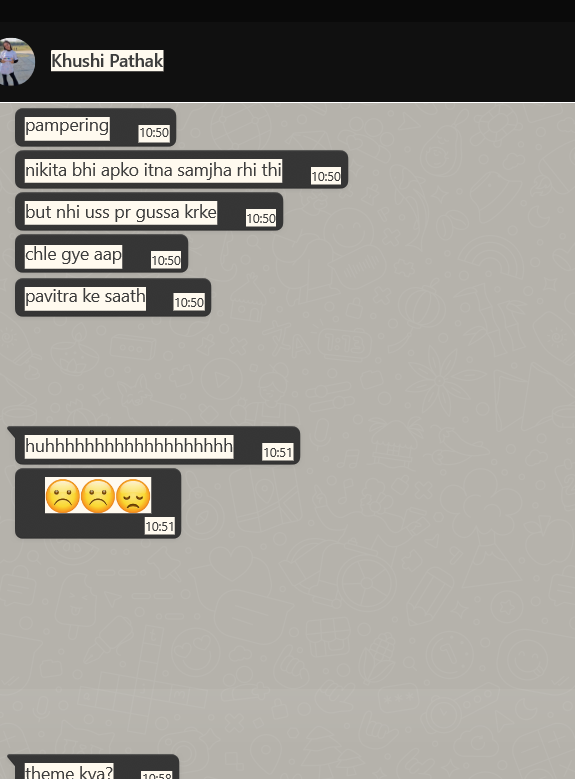 Khushi Pathak
pampering 10:50
nikita bhi apko itna samjha rhi thi 10:50
but nhi uss pr gussa krke 10:50
chle gye aap 10:50
pavitra ke saath 10:50
huhhhhhhhhhhhhhhhhhhh 10:51
☹️☹️😞
10:51
theme kya? 10:58